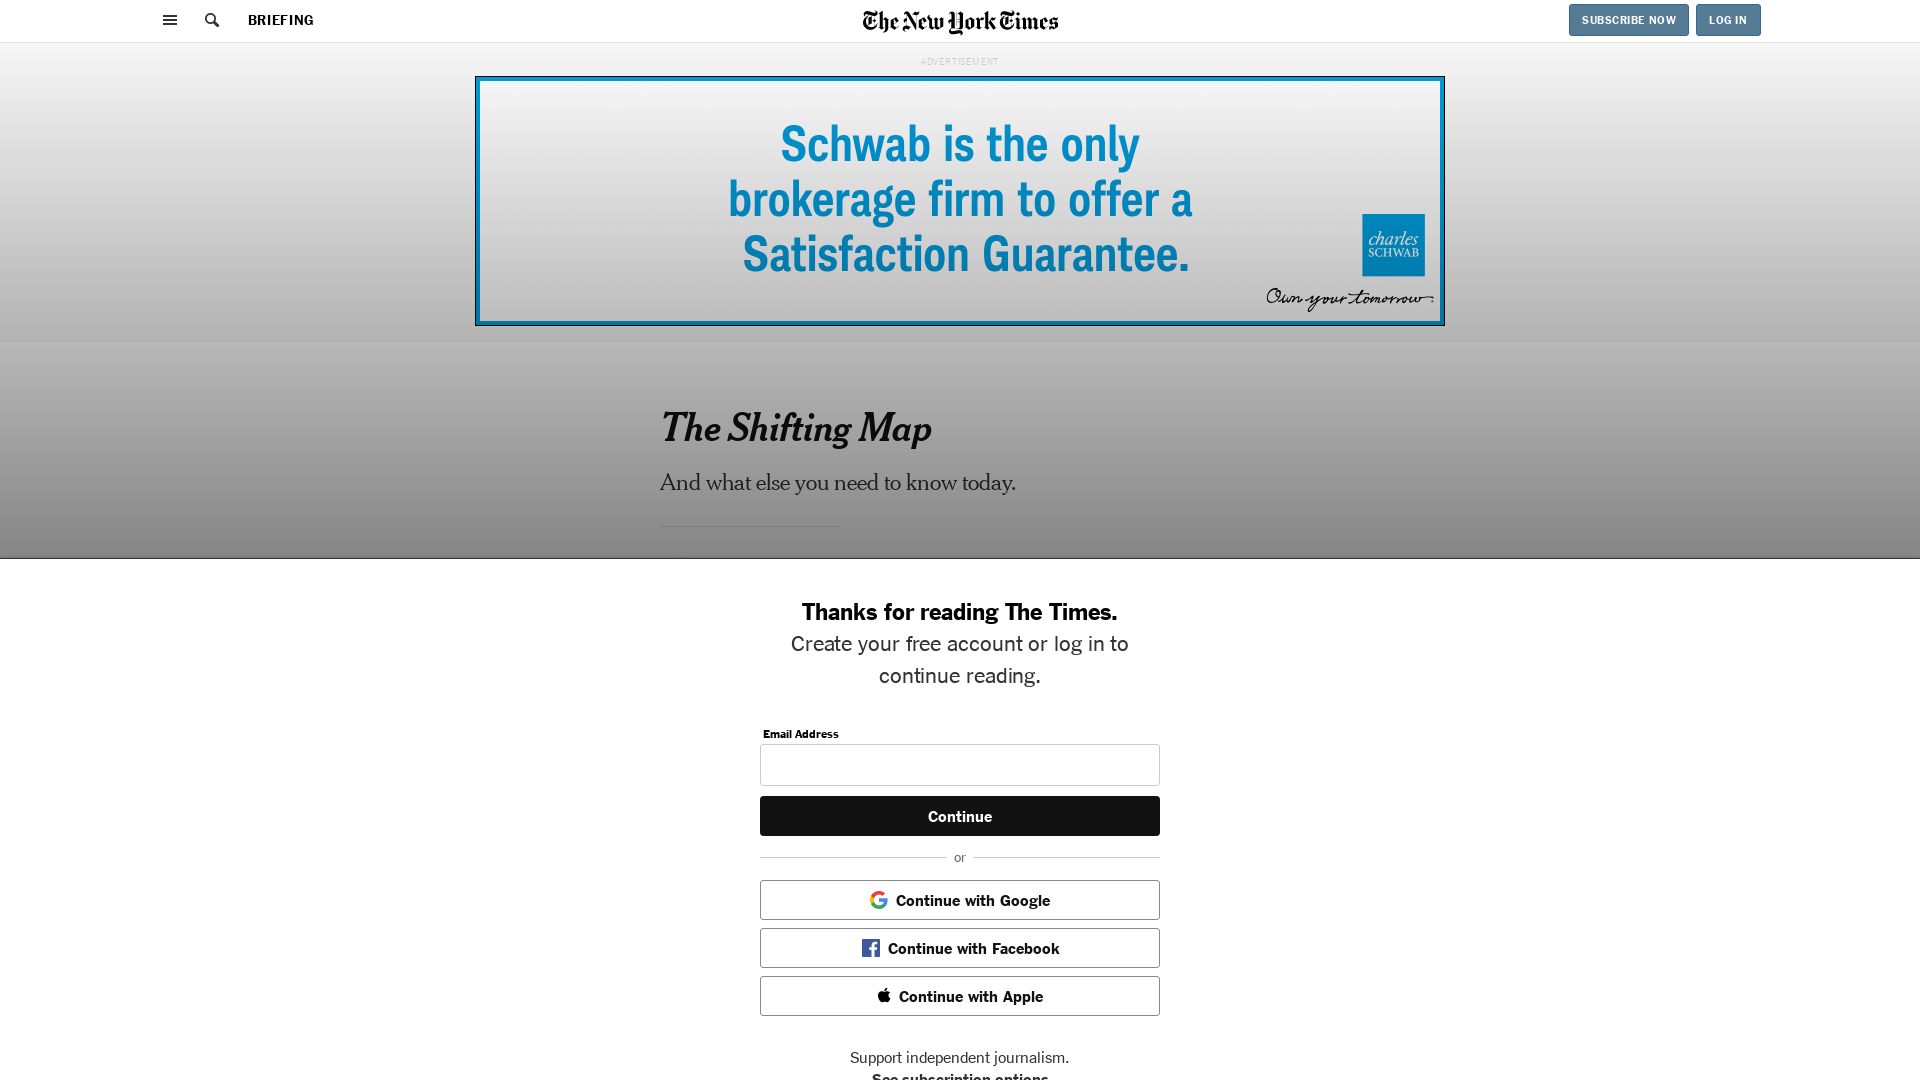 BRIEFING
The New York Times
SUBSCRIBE NOW
LOG IN
ADVERTISEMENT
Schwab is the only
brokerage firm to offer a
Satisfaction Guarantee.
charles
SCHWAB
Own your tomorrow
The Shifting Map
And what else you need to know today.
Thanks for reading The Times.
Create your free account or log in to
continue reading.
Email Address
Continue
or
Continue with Google
Continue with Facebook
Continue with Apple
Support independent journalism.
See subscription options.